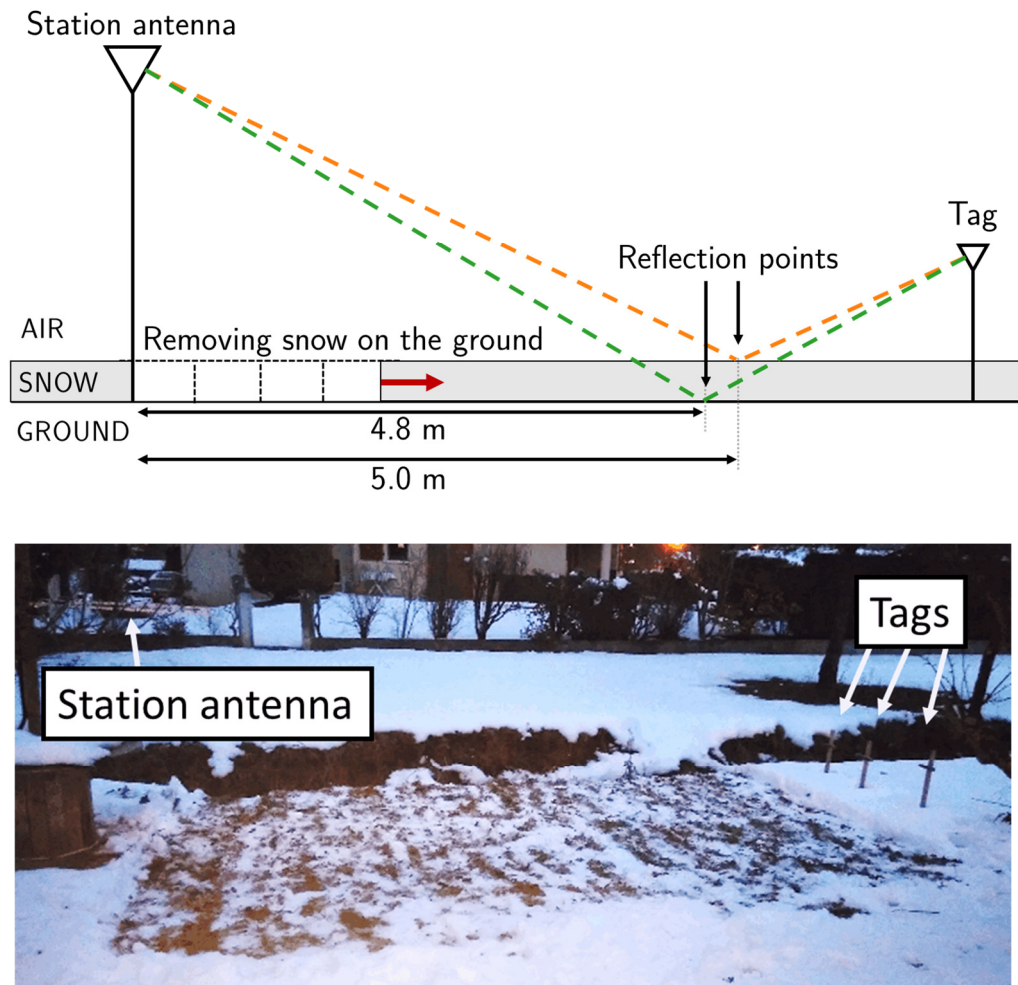 Station antenna
Tag
Reflection points
AIR
Removing snow on the ground
SNOW
GROUND
4.8 m
5.0 m
Tags
Station antenna